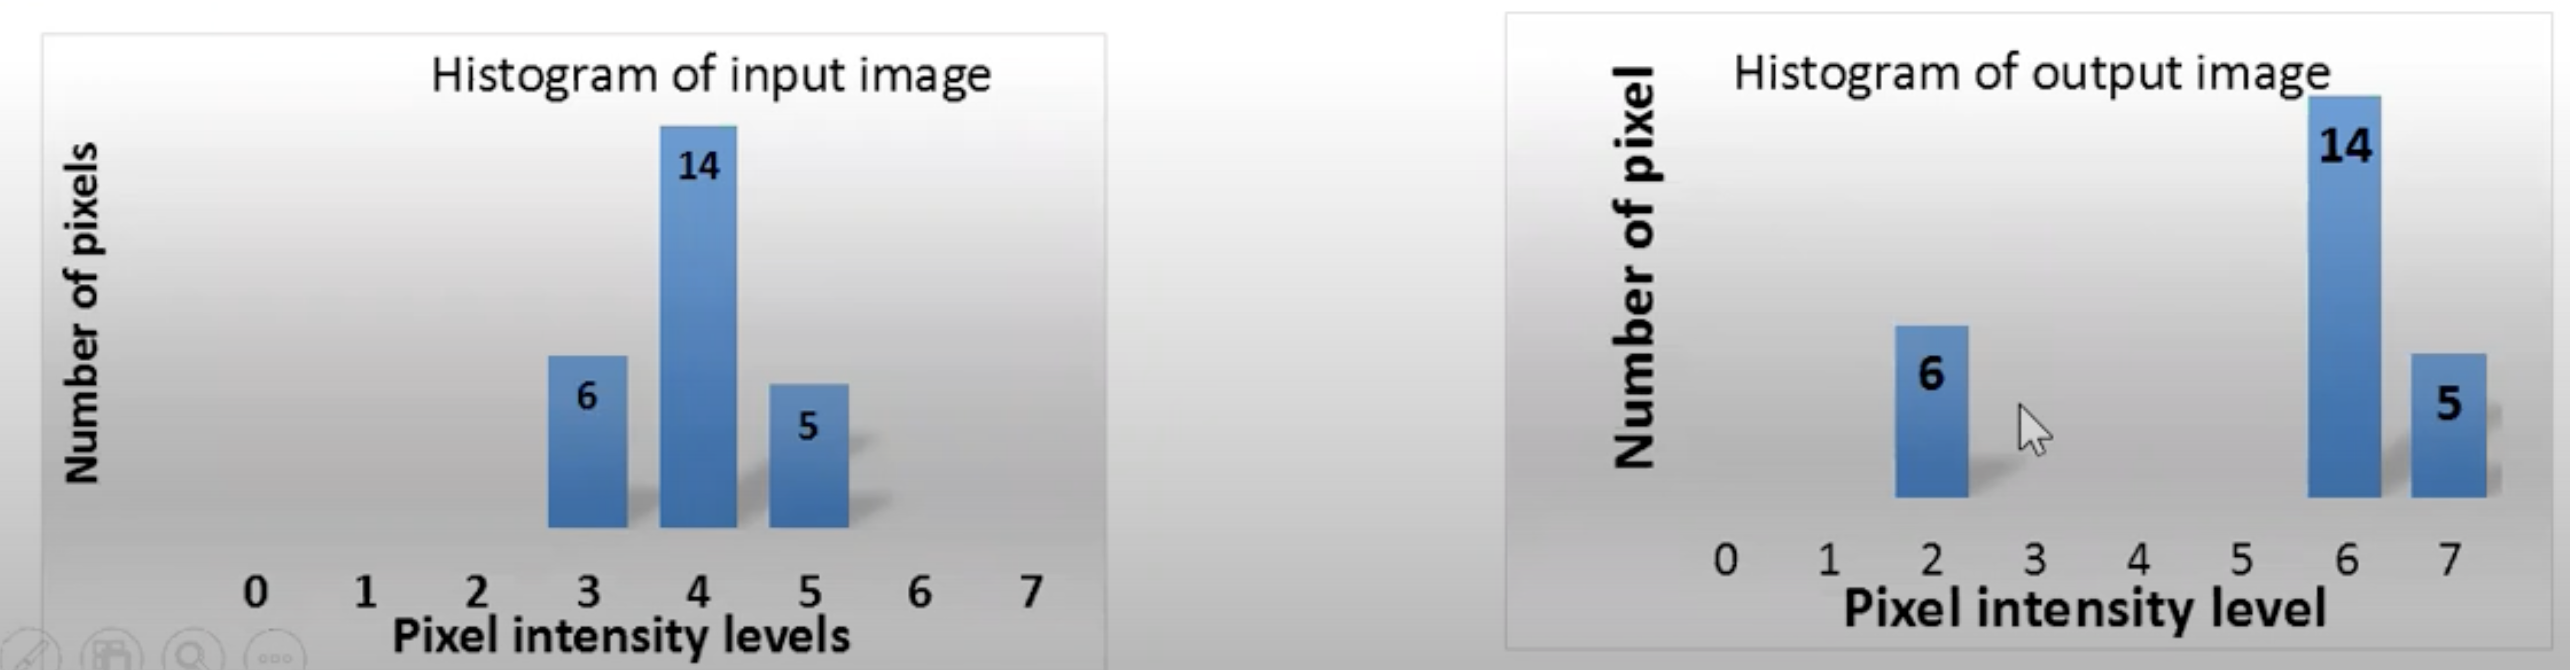 Histogram of input image
Number of pixels
14
6
5
0 1 2 3 4 5 6 7
Pixel intensity levels
Histogram of output image
Number of pixel
14
6
5
0 1 2 3 4 5 6 7
Pixel intensity level